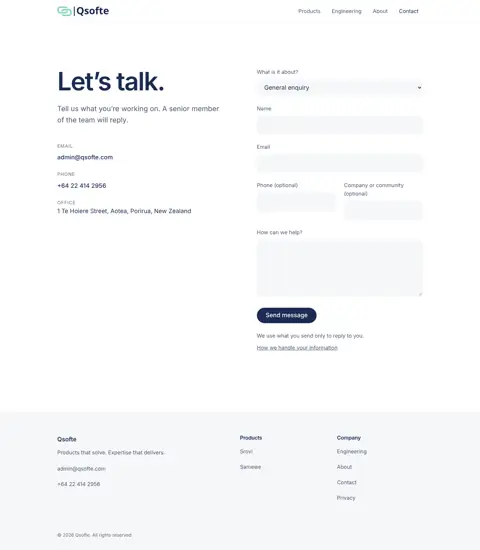 Qsofte
Products
Engineering
About
Contact
Let's talk.
Tell us what you're working on. A senior member
of the team will reply.
EMAIL
admin@qsofte.com
PHONE
+64 22 414 2956
OFFICE
1 Te Hoiere Street, Aotea, Porirua, New Zealand
What is it about?
General enquiry
Name
Email
Phone (optional)
Company or community
(optional)
How can we help?
Send message
We use what you send only to reply to you.
How we handle your information
Qsofte
Products that solve. Expertise that delivers.
admin@qsofte.com
+64 22 414 2956
Products
Sirovi
Sameee
Company
Engineering
About
Contact
Privacy
© 2026 Qsofte. All rights reserved